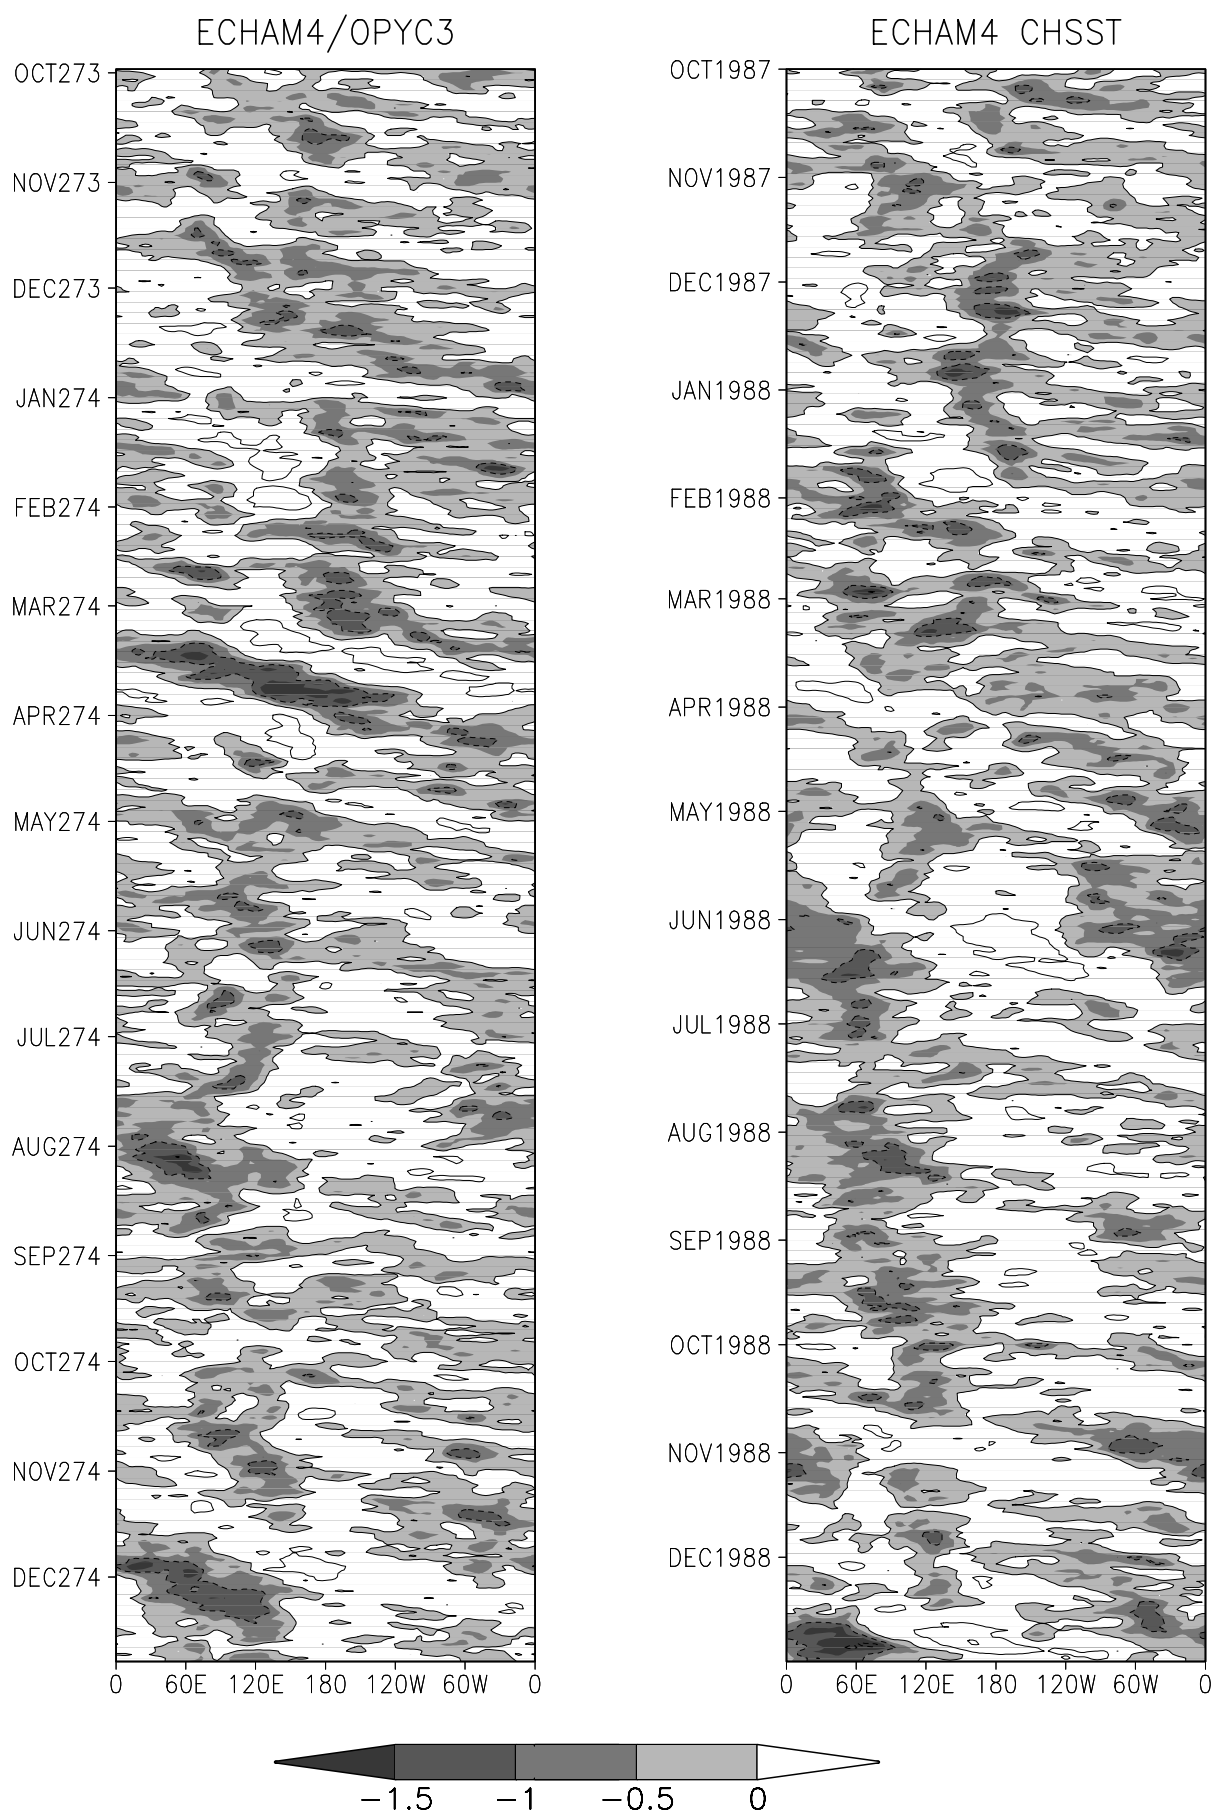 ECHAM4/OPYC3
OCT273
NOV273
DEC273
JAN274
FEB274
MAR274
APR274
MAY274
JUN274
JUL274
AUG274
SEP274
OCT274
NOV274
DEC274
0 60E 120E 180 120W 60W 0
ECHAM4 CHSST
OCT1987
NOV1987
DEC1987
JAN1988
FEB1988
MAR1988
APR1988
MAY1988
JUN1988
JUL1988
AUG1988
SEP1988
OCT1988
NOV1988
DEC1988
0 60E 120E 180 120W 60W 0
−1.5 −1 −0.5 0